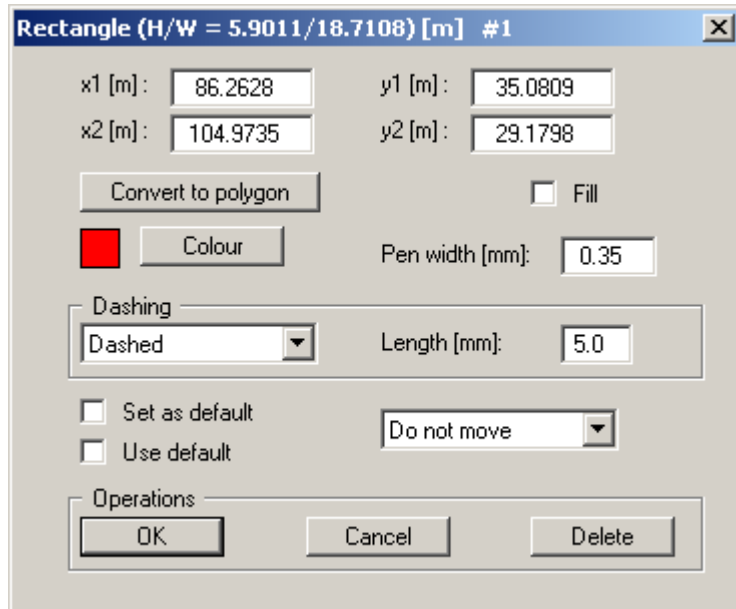 Rectangle (H/W = 5.9011/18.7108) [m] #1
x1 [m] : 86.2628 y1 [m] : 35.0809
x2 [m] : 104.9735 y2 [m] : 29.1798
Convert to polygon Fill
Colour Pen width [mm]: 0.35
Dashing
Dashed Length [mm]: 5.0
Set as default
Do not move
Use default
Operations
OK Cancel Delete